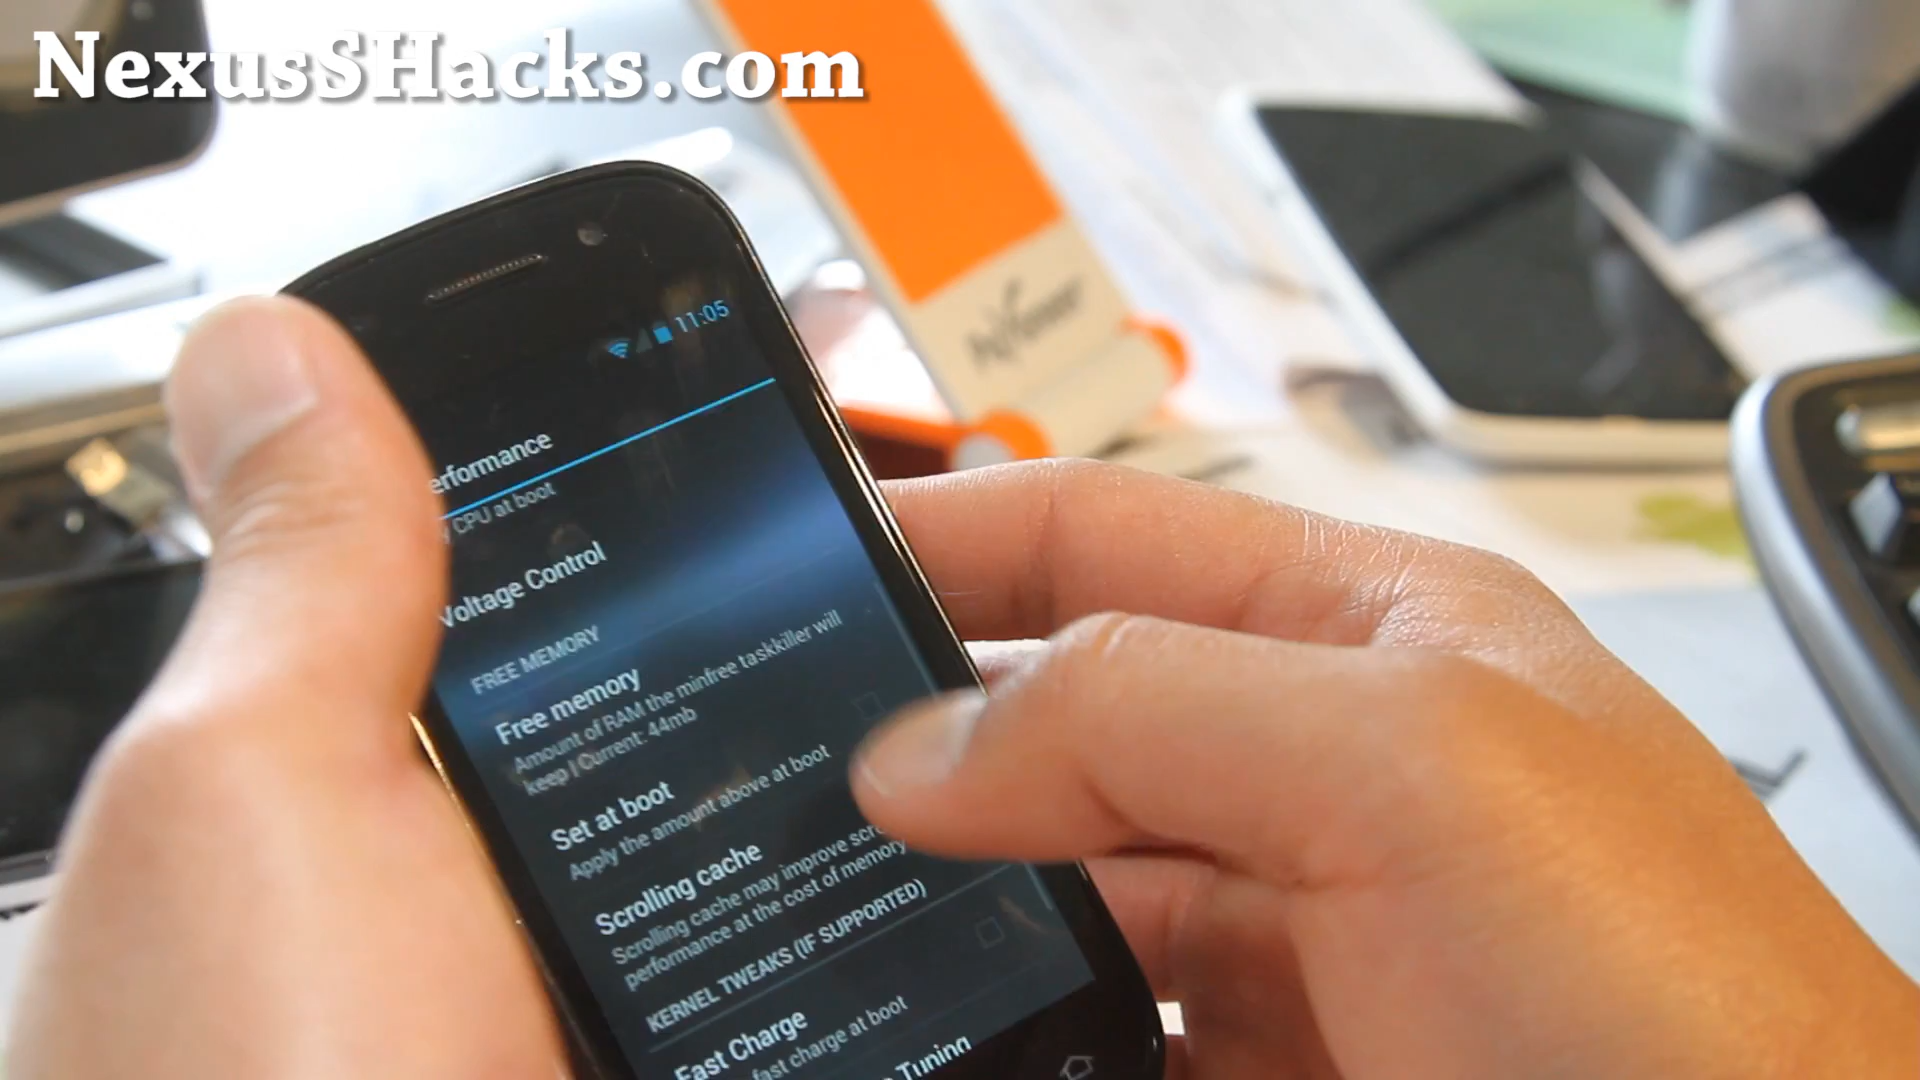 NexusSHacks.com
11:05
erformance
CPU at boot
Voltage Control
FREE MEMORY
Free memory
Amount of RAM the minfree taskkiller will
keep | Current: 44mb
Set at boot
Apply the amount above at boot
Scrolling cache
Scrolling cache may improve scro
performance at the cost of memory
KERNEL TWEAKS (IF SUPPORTED)
Fast Charge
fast charge at boot
Tuning